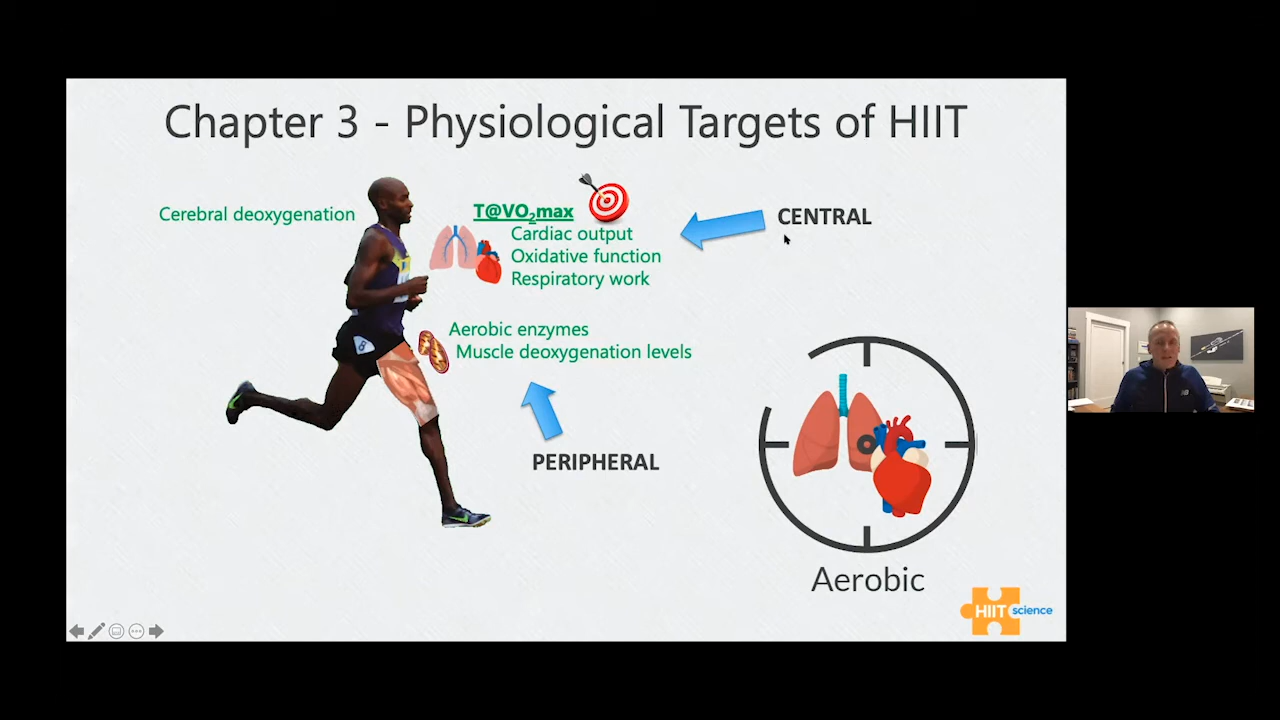 Chapter 3 - Physiological Targets of HIIT
Cerebral deoxygenation
T@VO₂max
Cardiac output
Oxidative function
Respiratory work
CENTRAL
Aerobic enzymes
Muscle deoxygenation levels
PERIPHERAL
Aerobic
HIIT science